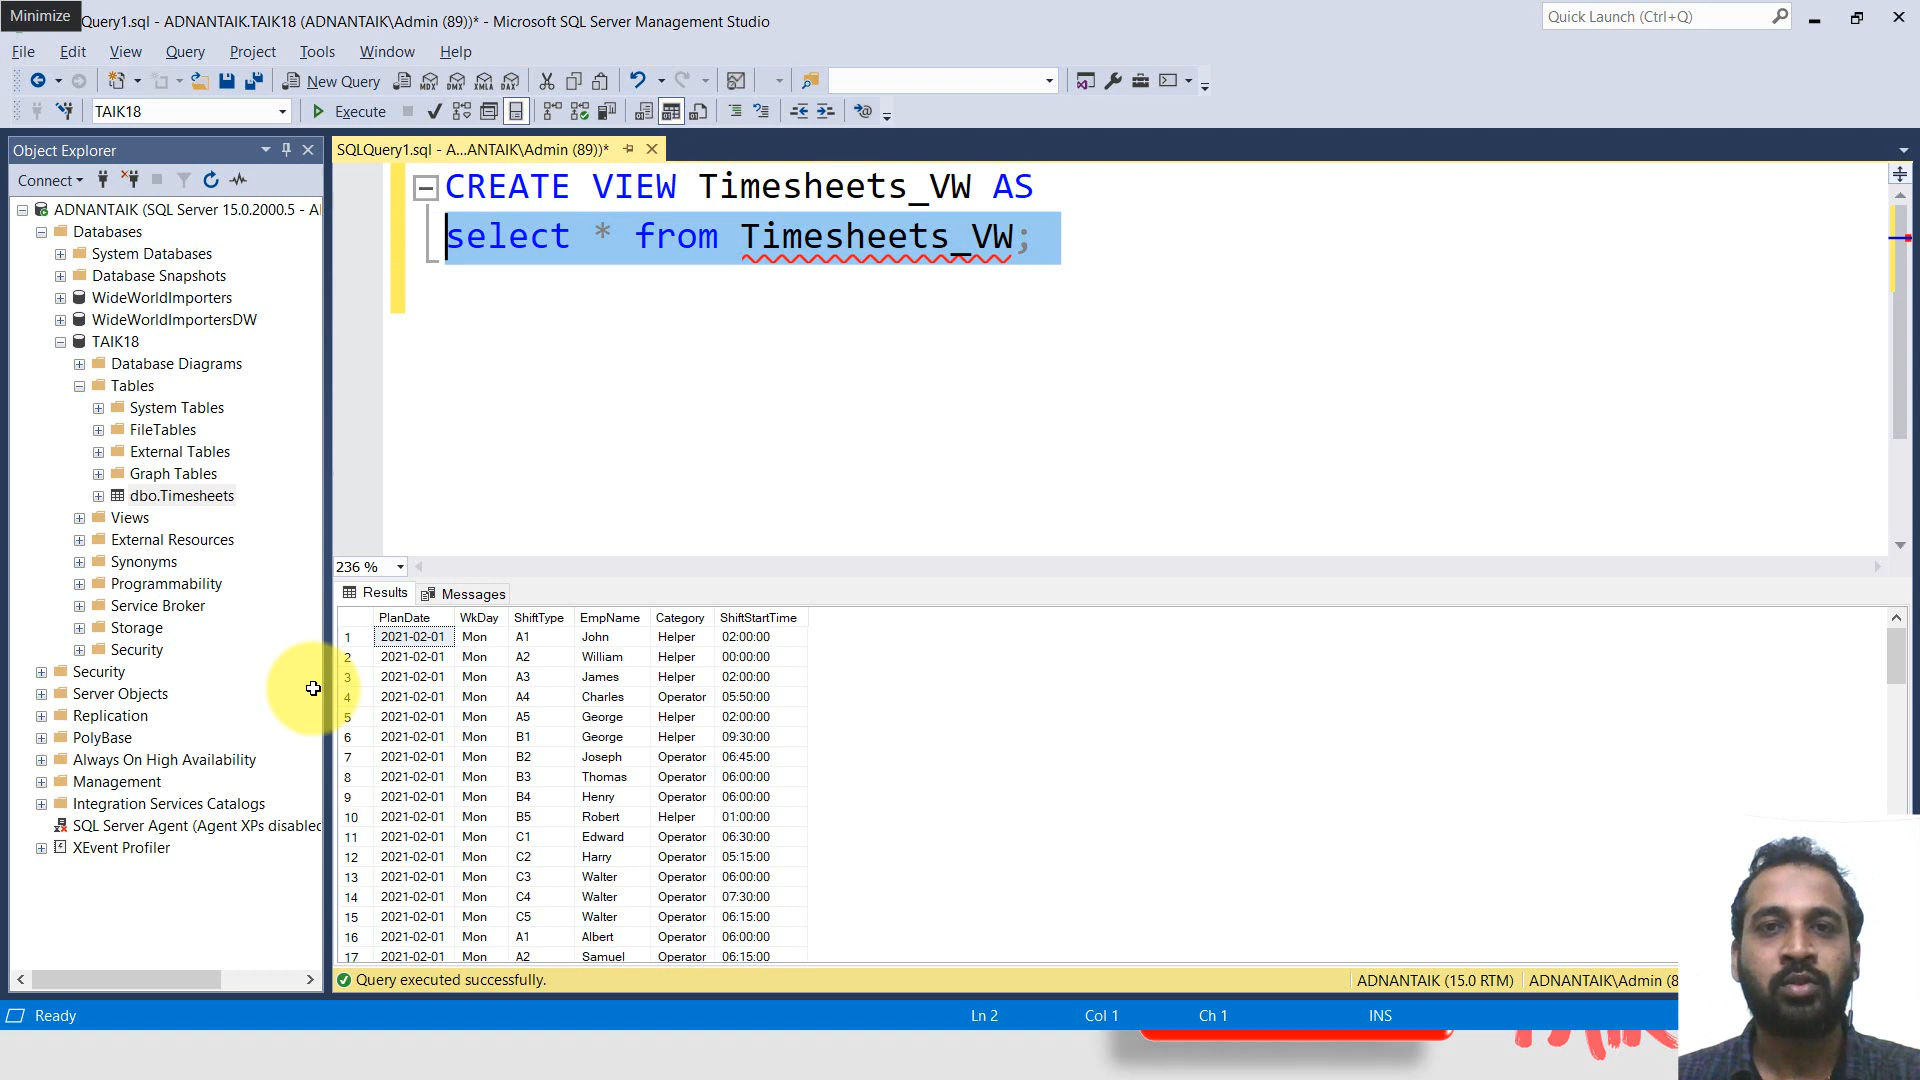 Minimize
Query1.sql - ADNANTAIK.TAIK18 (ADNANTAIK\Admin (89))* - Microsoft SQL Server Management Studio
Quick Launch (Ctrl+Q)
File Edit View Query Project Tools Window Help
New Query MDX DMX XMLA DAX
TAIK18 Execute
Object Explorer
SQLQuery1.sql - A...ANTAIK\Admin (89))*
Connect
CREATE VIEW Timesheets_VW AS
select * from Timesheets_VW;
ADNANTAIK (SQL Server 15.0.2000.5 - A
Databases
System Databases
Database Snapshots
WideWorldImporters
WideWorldImportersDW
TAIK18
Database Diagrams
Tables
System Tables
FileTables
External Tables
Graph Tables
dbo.Timesheets
Views
External Resources
Synonyms
Programmability
Service Broker
Storage
Security
Security
Server Objects
Replication
PolyBase
Always On High Availability
Management
Integration Services Catalogs
SQL Server Agent (Agent XPs disabled
XEvent Profiler
236 %
Results Messages
PlanDate WkDay ShiftType EmpName Category ShiftStartTime
1 2021-02-01 Mon A1 John Helper 02:00:00
2 2021-02-01 Mon A2 William Helper 00:00:00
3 2021-02-01 Mon A3 James Helper 02:00:00
4 2021-02-01 Mon A4 Charles Operator 05:50:00
5 2021-02-01 Mon A5 George Helper 02:00:00
6 2021-02-01 Mon B1 George Helper 09:30:00
7 2021-02-01 Mon B2 Joseph Operator 06:45:00
8 2021-02-01 Mon B3 Thomas Operator 06:00:00
9 2021-02-01 Mon B4 Henry Operator 06:00:00
10 2021-02-01 Mon B5 Robert Helper 01:00:00
11 2021-02-01 Mon C1 Edward Operator 06:30:00
12 2021-02-01 Mon C2 Harry Operator 05:15:00
13 2021-02-01 Mon C3 Walter Operator 06:00:00
14 2021-02-01 Mon C4 Walter Operator 07:30:00
15 2021-02-01 Mon C5 Walter Operator 06:15:00
16 2021-02-01 Mon A1 Albert Operator 06:00:00
17 2021-02-01 Mon A2 Samuel Operator 06:15:00
Query executed successfully. ADNANTAIK (15.0 RTM) ADNANTAIK\Admin (8
Ready Ln 2 Col 1 Ch 1 INS